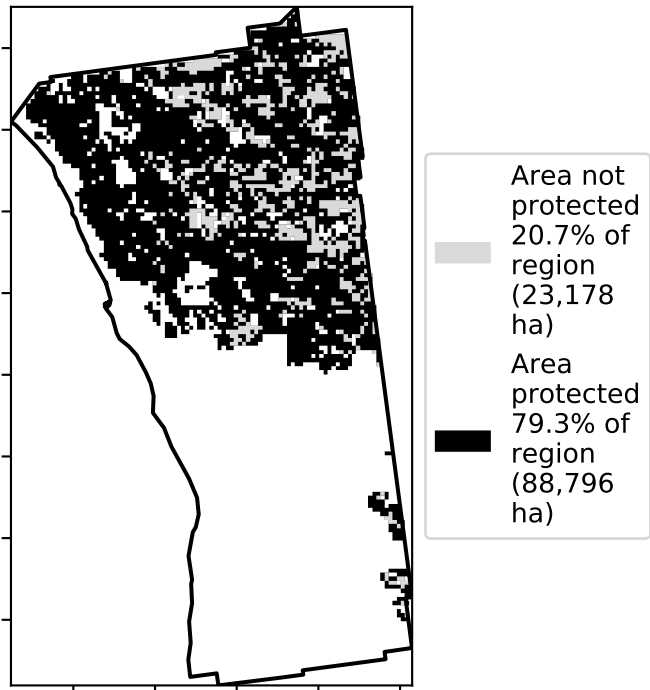 Area not
protected
20.7% of
region
(23,178
ha)
Area
protected
79.3% of
region
(88,796
ha)